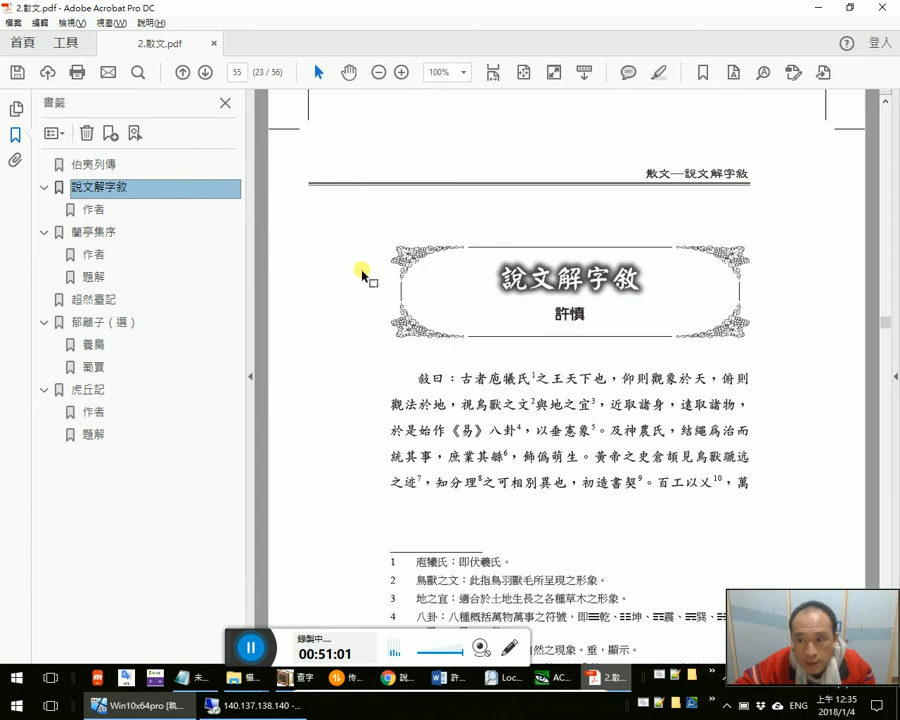 2.散文.pdf - Adobe Acrobat Pro DC
檔案 編輯 檢視(V) 視窗(W) 說明(H)
首頁 工具 2.散文.pdf × 登入
55 (23 / 56) 100%
書籤
伯夷列傳
說文解字敘
作者
蘭亭集序
作者
題解
超然臺記
郁離子（選）
養梟
蜀賈
虎丘記
作者
題解
散文—說文解字敘
說文解字敘
許慎
敘曰：古者庖犧氏1之王天下也，仰則觀象於天，俯則
觀法於地，視鳥獸之文2與地之宜3，近取諸身，遠取諸物，
於是始作《易》八卦4，以垂憲象5。及神農氏，結繩為治而
統其事，庶業其繇6，飾偽萌生。黃帝之史倉頡見鳥獸蹏迒
之迹7，知分理8之可相別異也，初造書契9。百工以乂10，萬
1 庖犧氏：即伏羲氏。
2 鳥獸之文：此指鳥羽獸毛所呈現之形象。
3 地之宜：適合於土地生長之各種草木之形象。
4 八卦：八種概括萬物萬事之符號，即☰乾、☷坤、☳震、☴巽、
自然之現象。垂，顯示。
錄製中....
00:51:01
未... 檔... 查字 传... 說... 許... Loc... AC... 2.散...
上午 12:35
Win10x64pro [執... 140.137.138.140 -... ENG 2018/1/4